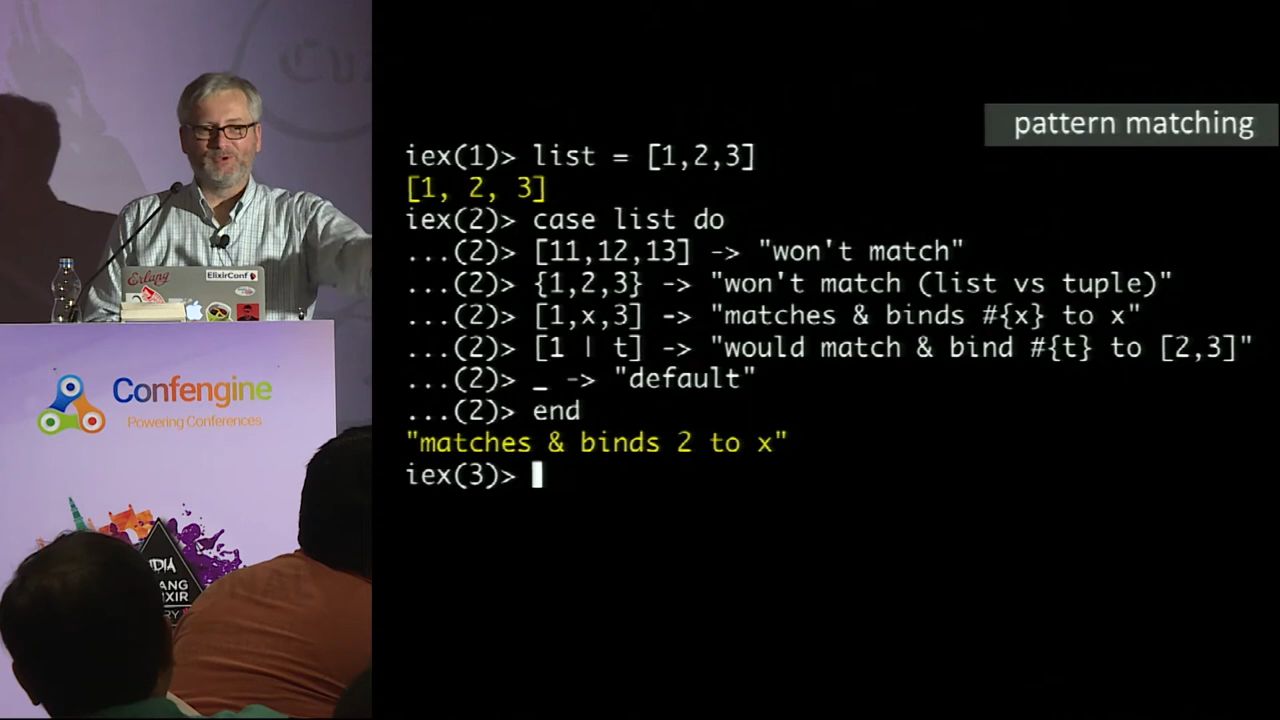 pattern matching
iex(1)> list = [1,2,3]
[1, 2, 3]
iex(2)> case list do
...(2)> [11,12,13] -> "won't match"
...(2)> {1,2,3} -> "won't match (list vs tuple)"
...(2)> [1,x,3] -> "matches & binds #{x} to x"
...(2)> [1 | t] -> "would match & bind #{t} to [2,3]"
...(2)> _ -> "default"
...(2)> end
"matches & binds 2 to x"
iex(3)>
Erlang
ElixirConf
Confengine
Powering Conferences